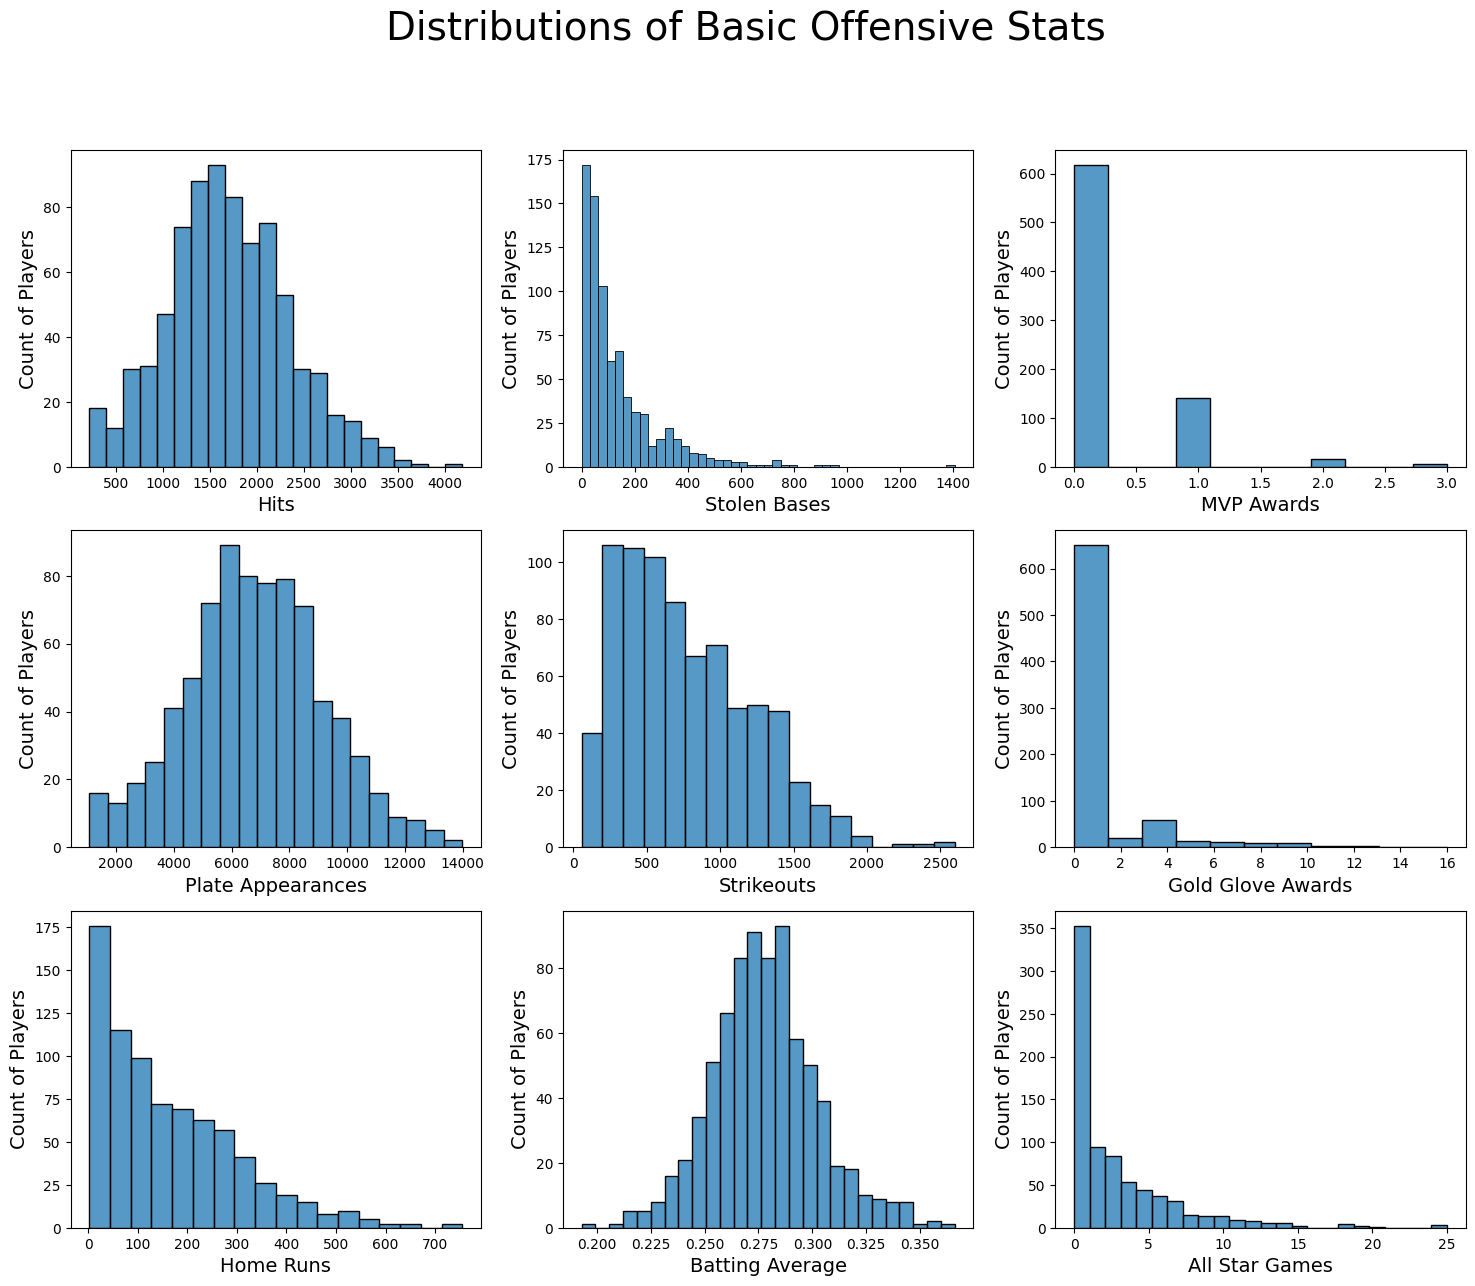 Distributions of Basic Offensive Stats
Count of Players
80
60
40
20
0
500 1000 1500 2000 2500 3000 3500 4000
Hits
Count of Players
175
150
125
100
75
50
25
0
0 200 400 600 800 1000 1200 1400
Stolen Bases
Count of Players
600
500
400
300
200
100
0
0.0 0.5 1.0 1.5 2.0 2.5 3.0
MVP Awards
Count of Players
80
60
40
20
0
2000 4000 6000 8000 10000 12000 14000
Plate Appearances
Count of Players
100
80
60
40
20
0
0 500 1000 1500 2000 2500
Strikeouts
Count of Players
600
500
400
300
200
100
0
0 2 4 6 8 10 12 14 16
Gold Glove Awards
Count of Players
175
150
125
100
75
50
25
0
0 100 200 300 400 500 600 700
Home Runs
Count of Players
80
60
40
20
0
0.200 0.225 0.250 0.275 0.300 0.325 0.350
Batting Average
Count of Players
350
300
250
200
150
100
50
0
0 5 10 15 20 25
All Star Games